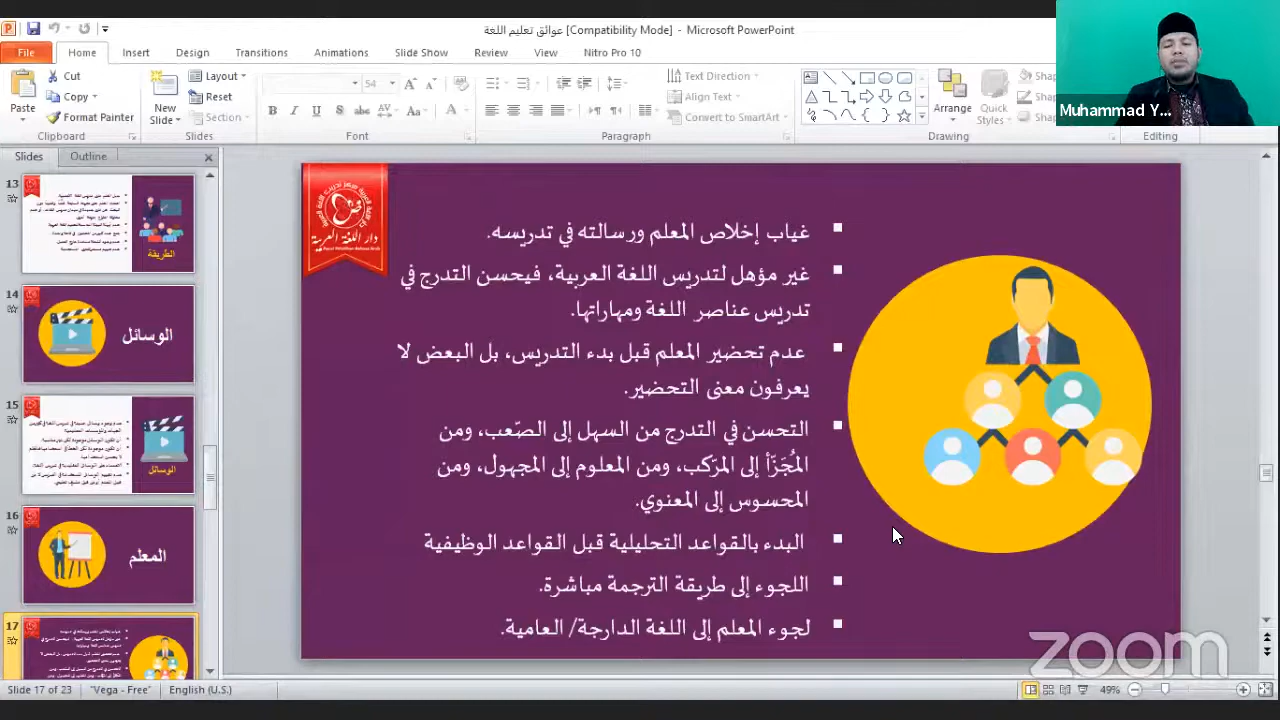 عوائق تعليم اللغة [Compatibility Mode] - Microsoft PowerPoint
File Home Insert Design Transitions Animations Slide Show Review View Nitro Pro 10
Paste
Cut
Copy
Format Painter
Clipboard
New Slide
Layout
Reset
Section
Slides
54
Font
Text Direction
Align Text
Convert to SmartArt
Paragraph
Arrange
Quick Styles
Drawing
Editing
Muhammad Y...
Slides Outline
13
الطريقة
14
الوسائل
15
الوسائل
16
المعلم
17
دار اللغة العربية
غياب إخلاص المعلم ورسالته في تدريسه.
غير مؤهل لتدريس اللغة العربية، فيحسن التدرج في
تدريس عناصر اللغة ومهاراتها.
عدم تحضير المعلم قبل بدء التدريس، بل البعض لا
يعرفون معنى التحضير.
التحسن في التدرج من السهل إلى الصّعب، ومن
المُجَزّأ إلى المرّكب، ومن المعلوم إلى المجهول، ومن
المحسوس إلى المعنوي.
البدء بالقواعد التحليلية قبل القواعد الوظيفية
اللجوء إلى طريقة الترجمة مباشرة.
لجوء المعلم إلى اللغة الدارجة/ العامية.
zoom
Slide 17 of 23 "Vega - Free" English (U.S.) 49%